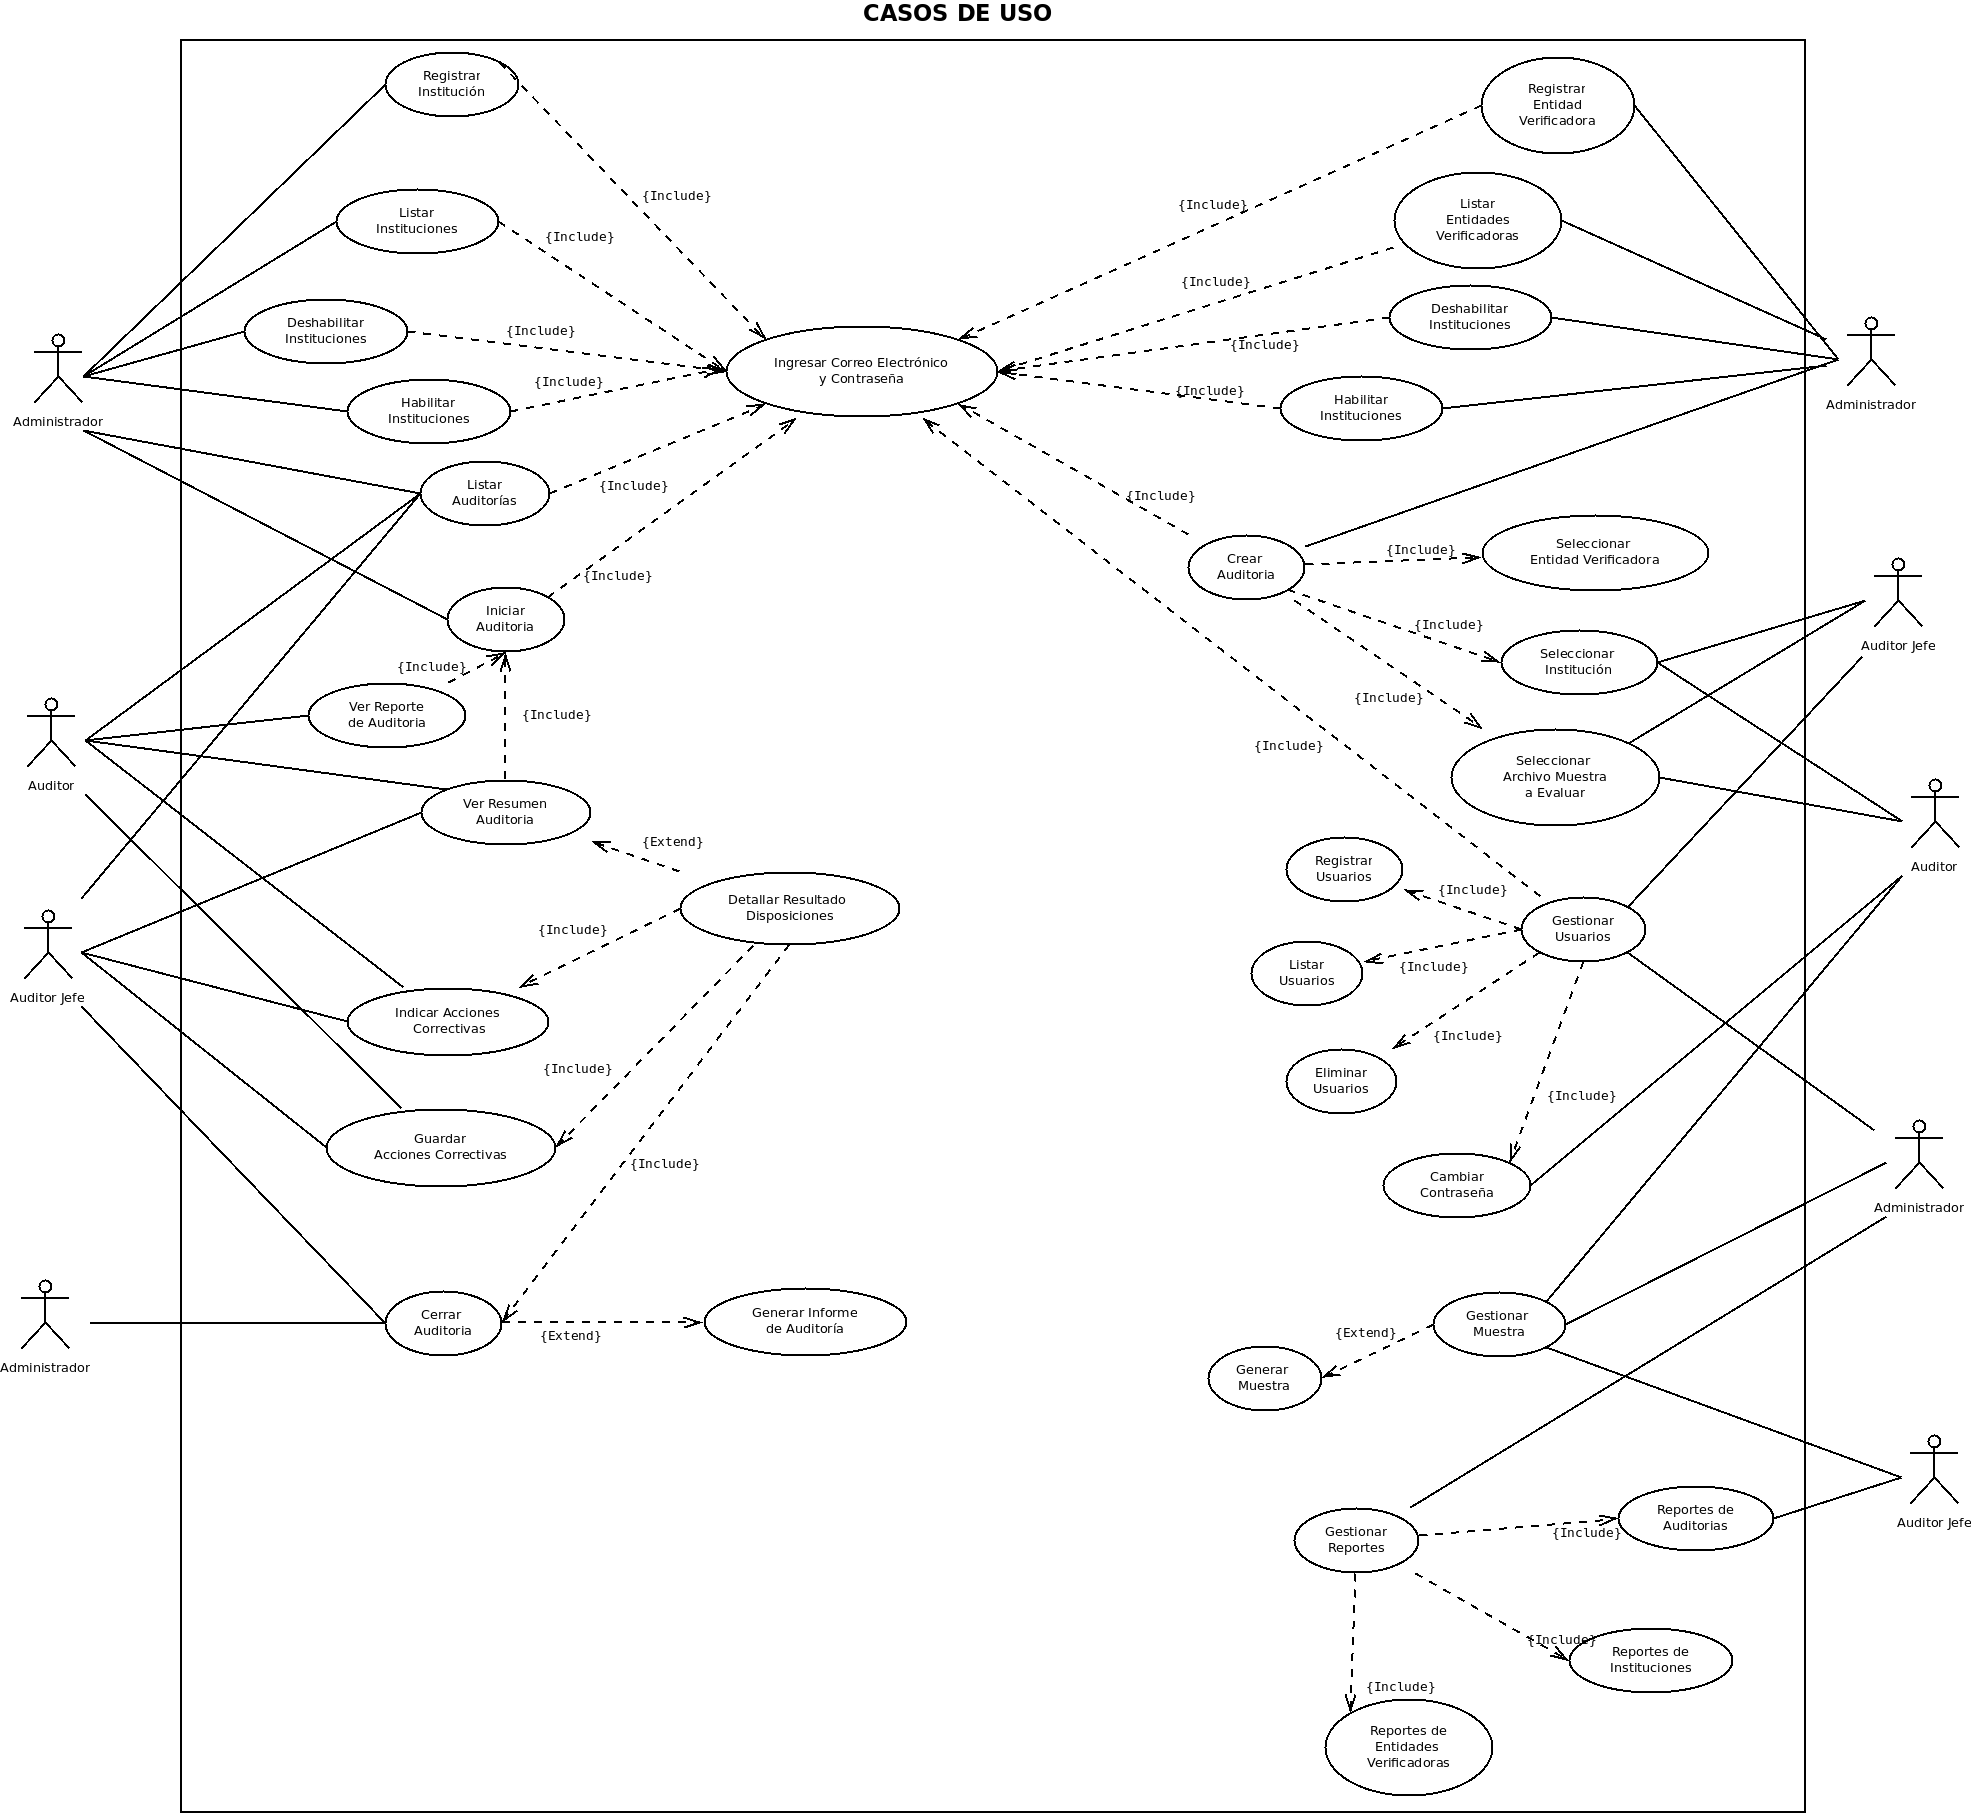 CASOS DE USO
Registrar
Institución
{Include}
Listar
Instituciones
{Include}
Deshabilitar
Instituciones
{Include}
Habilitar
Instituciones
{Include}
Administrador
Ingresar Correo Electrónico
y Contraseña
Listar
Auditorías
{Include}
Iniciar
Auditoria
{Include}
{Include}
Ver Reporte
de Auditoria
{Include}
Auditor
Ver Resumen
Auditoria
{Extend}
Detallar Resultado
Disposiciones
{Include}
Auditor Jefe
Indicar Acciones
Correctivas
{Include}
Guardar
Acciones Correctivas
{Include}
Cerrar
Auditoria
{Extend}
Generar Informe
de Auditoría
Administrador
Registrar
Entidad
Verificadora
{Include}
Listar
Entidades
Verificadoras
{Include}
Deshabilitar
Instituciones
{Include}
Habilitar
Instituciones
{Include}
Administrador
{Include}
Crear
Auditoria
{Include}
Seleccionar
Entidad Verificadora
{Include}
Seleccionar
Institución
Auditor Jefe
{Include}
Seleccionar
Archivo Muestra
a Evaluar
{Include}
Auditor
Registrar
Usuarios
{Include}
Gestionar
Usuarios
Listar
Usuarios
{Include}
Eliminar
Usuarios
{Include}
{Include}
Cambiar
Contraseña
Administrador
Gestionar
Muestra
{Extend}
Generar
Muestra
Gestionar
Reportes
{Include}
Reportes de
Auditorias
Auditor Jefe
{Include}
Reportes de
Instituciones
{Include}
Reportes de
Entidades
Verificadoras